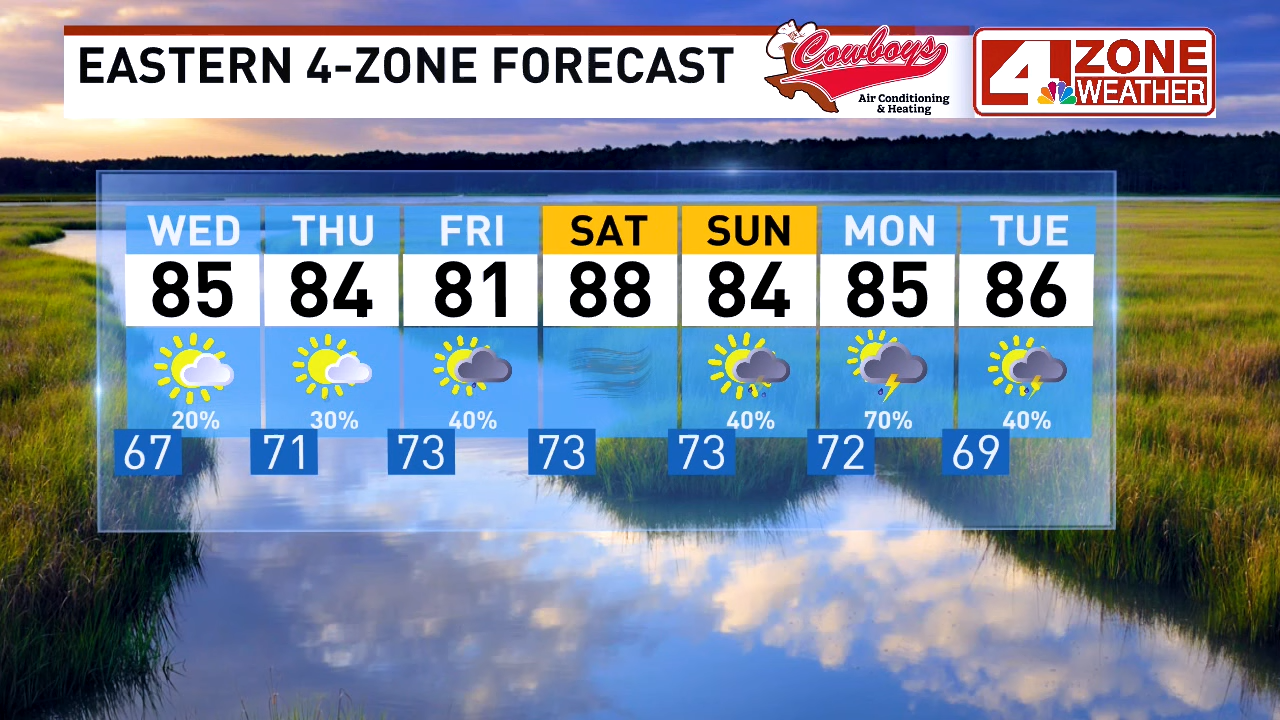 EASTERN 4-ZONE FORECAST
Cowboys
Air Conditioning
& Heating
4 ZONE
WEATHER
WED THU FRI SAT SUN MON TUE
85 84 81 88 84 85 86
20% 30% 40% 40% 70% 40%
67 71 73 73 73 72 69